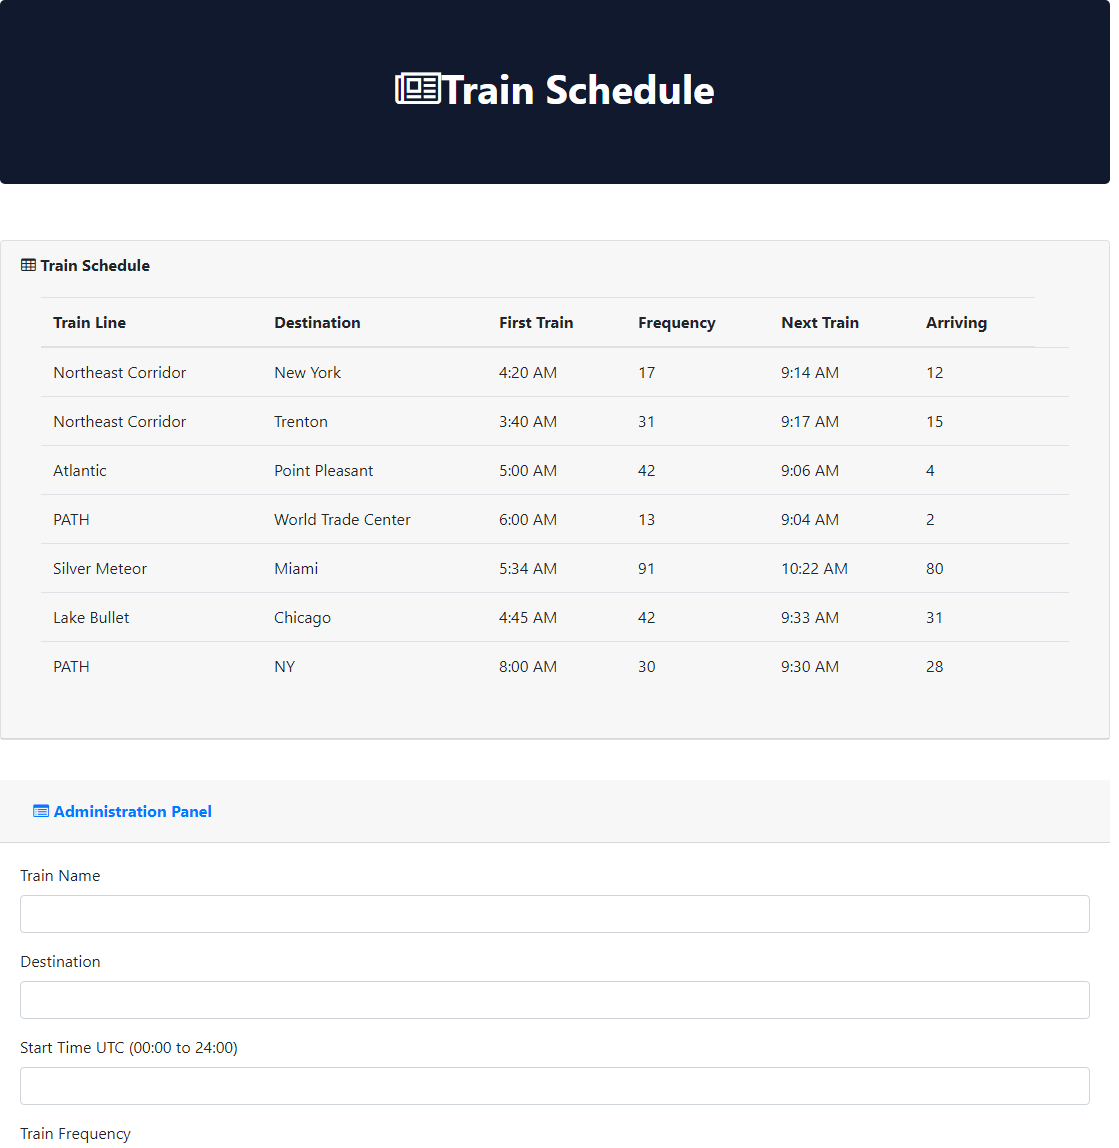 Train Schedule
Train Schedule
Train Line Destination First Train Frequency Next Train Arriving
Northeast Corridor New York 4:20 AM 17 9:14 AM 12
Northeast Corridor Trenton 3:40 AM 31 9:17 AM 15
Atlantic Point Pleasant 5:00 AM 42 9:06 AM 4
PATH World Trade Center 6:00 AM 13 9:04 AM 2
Silver Meteor Miami 5:34 AM 91 10:22 AM 80
Lake Bullet Chicago 4:45 AM 42 9:33 AM 31
PATH NY 8:00 AM 30 9:30 AM 28
Administration Panel
Train Name
Destination
Start Time UTC (00:00 to 24:00)
Train Frequency